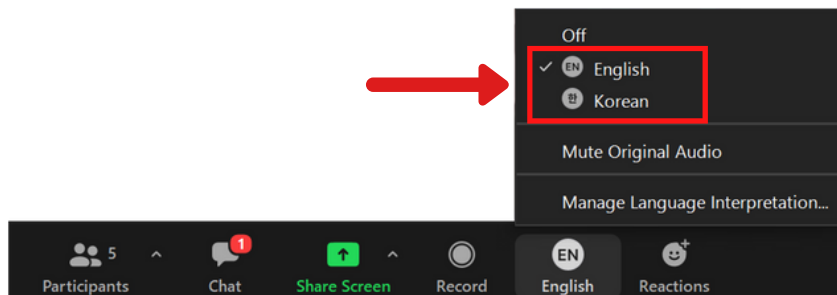 Off
EN English
한 Korean
Mute Original Audio
Manage Language Interpretation...
5
1
EN
Participants Chat Share Screen Record English Reactions